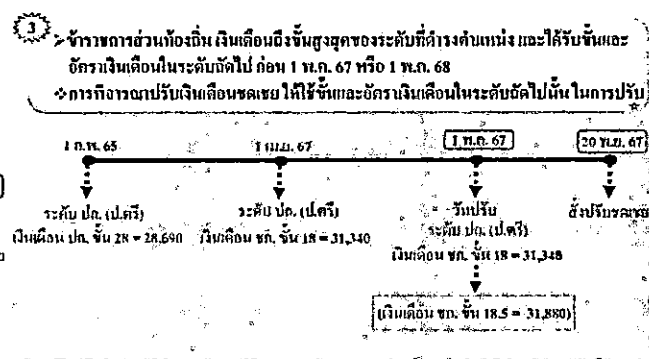 3
➢ ข้าราชการส่วนท้องถิ่น เงินเดือนถึงขั้นสูงสุดของระดับที่ดำรงตำแหน่ง และได้รับขั้นและ
อัตราเงินเดือนในระดับถัดไป ก่อน 1 พ.ค. 67 หรือ 1 พ.ค. 68
❖ การพิจารณาปรับเงินเดือนชดเชย ให้ใช้ขั้นและอัตราเงินเดือนในระดับถัดไปนั้น ในการปรับ
1 ก.พ. 65 1 เม.ย. 67 1 พ.ค. 67 20 พ.ย. 67
ระดับ ปก. (ป.ตรี) ระดับ ปก. (ป.ตรี) วันปรับ สั่งปรับชดเชย
เงินเดือน ปก. ขั้น 28 = 28,690 เงินเดือน ชก. ขั้น 18 = 31,340 ระดับ ปก. (ป.ตรี)
เงินเดือน ชก. ขั้น 18 = 31,340
(เงินเดือน ชก. ขั้น 18.5 = 31,880)